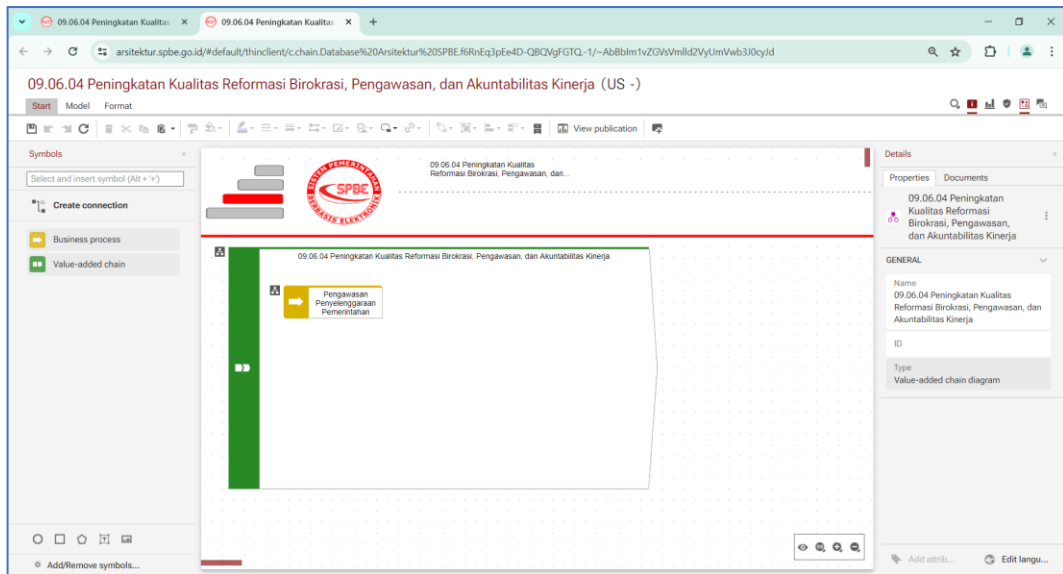 09.06.04 Peningkatan Kualitas
09.06.04 Peningkatan Kualitas
arsitektur.spbe.go.id/#default/thinclient/c.chain.Database%20Arsitektur%20SPBE.f6RnEq3pEe4D-QBQVgFGTQ.-1/~AbBbIm1vZGVsVmlld2VyUmVwb3J0cyJd
09.06.04 Peningkatan Kualitas Reformasi Birokrasi, Pengawasan, dan Akuntabilitas Kinerja (US -)
Start Model Format
View publication
Symbols
Select and insert symbol (Alt + '+')
Create connection
Business process
Value-added chain
Add/Remove symbols...
SISTEM PEMERINTAHAN
SPBE
BERBASIS ELEKTRONIK
09.06.04 Peningkatan Kualitas
Reformasi Birokrasi, Pengawasan, dan...
09.06.04 Peningkatan Kualitas Reformasi Birokrasi, Pengawasan, dan Akuntabilitas Kinerja
Pengawasan
Penyelenggaraan
Pemerintahan
Details
Properties Documents
09.06.04 Peningkatan
Kualitas Reformasi
Birokrasi, Pengawasan,
dan Akuntabilitas Kinerja
GENERAL
Name
09.06.04 Peningkatan Kualitas
Reformasi Birokrasi, Pengawasan, dan
Akuntabilitas Kinerja
ID
Type
Value-added chain diagram
Add attrib...
Edit langu...